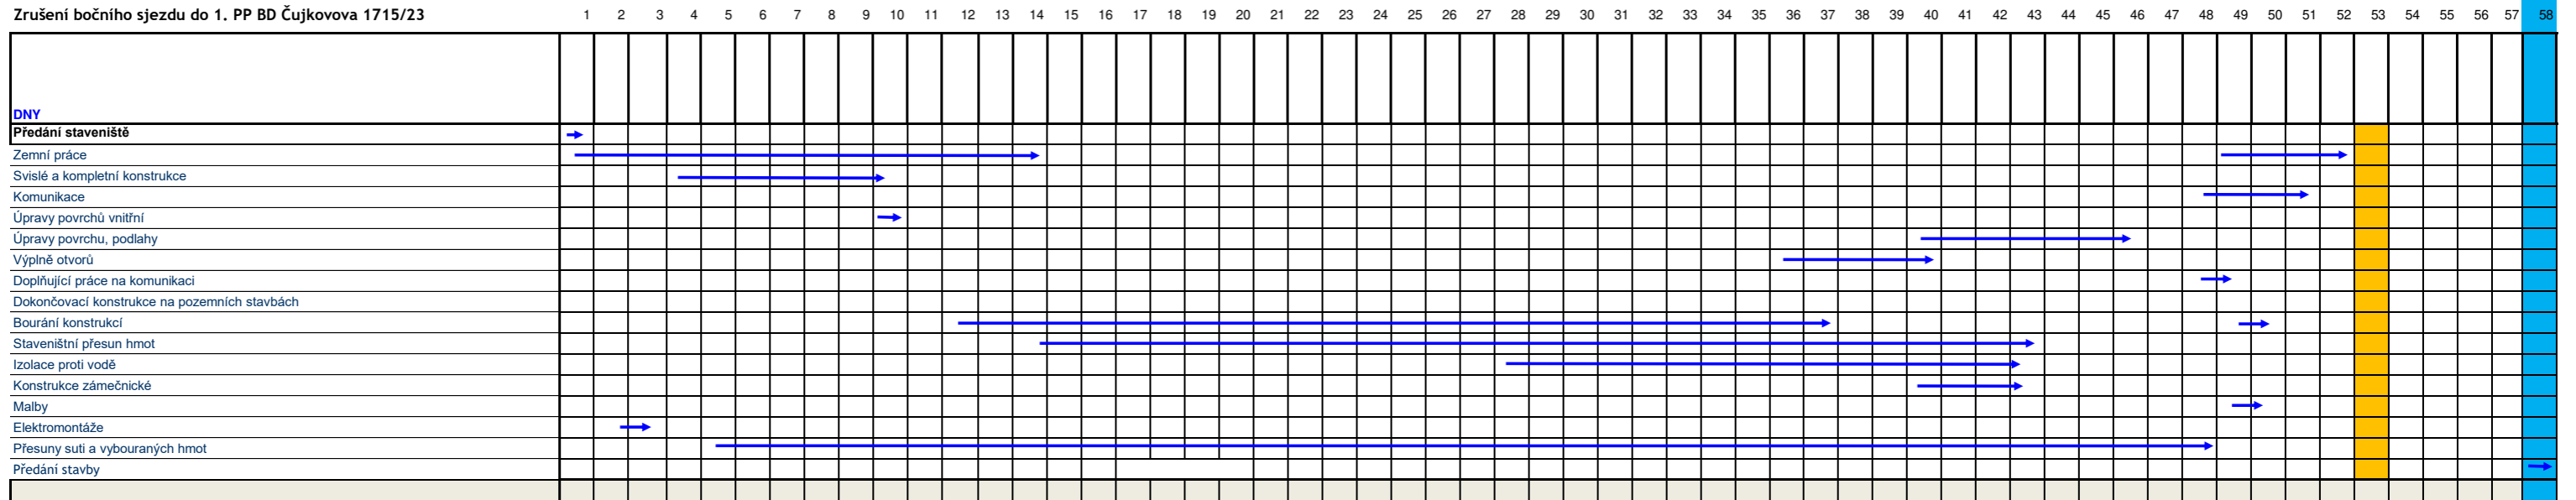 Zrušení bočního sjezdu do 1. PP BD Čujkovova 1715/23 1 2 3 4 5 6 7 8 9 10 11 12 13 14 15 16 17 18 19 20 21 22 23 24 25 26 27 28 29 30 31 32 33 34 35 36 37 38 39 40 41 42 43 44 45 46 47 48 49 50 51 52 53 54 55 56 57 58
DNY
Předání staveniště
Zemní práce
Svislé a kompletní konstrukce
Komunikace
Úpravy povrchů vnitřní
Úpravy povrchu, podlahy
Výplně otvorů
Doplňující práce na komunikaci
Dokončovací konstrukce na pozemních stavbách
Bourání konstrukcí
Staveništní přesun hmot
Izolace proti vodě
Konstrukce zámečnické
Malby
Elektromontáže
Přesuny suti a vybouraných hmot
Předání stavby